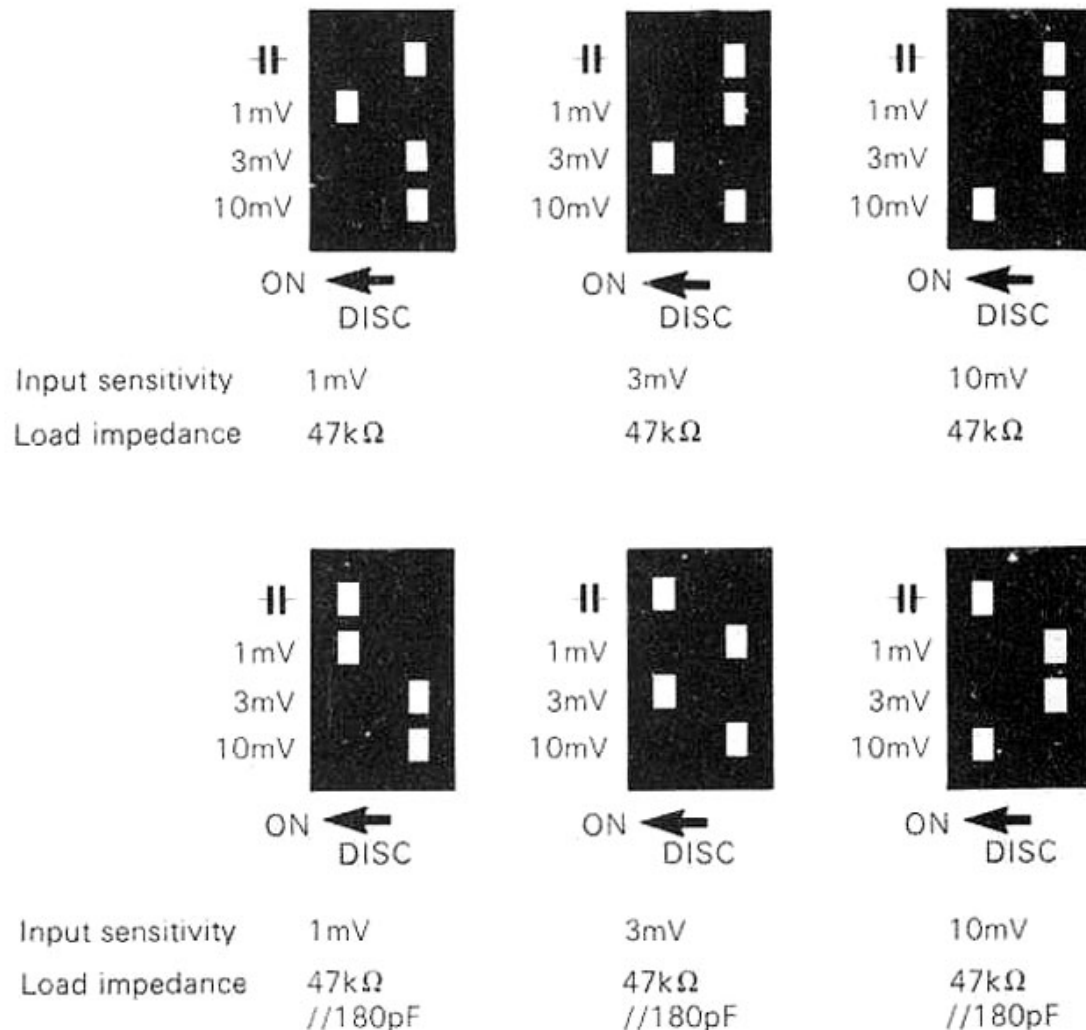 1mV 1mV 1mV
3mV 3mV 3mV
10mV 10mV 10mV
ON ON ON
DISC DISC DISC
Input sensitivity 1mV 3mV 10mV
Load impedance 47kΩ 47kΩ 47kΩ
1mV 1mV 1mV
3mV 3mV 3mV
10mV 10mV 10mV
ON ON ON
DISC DISC DISC
Input sensitivity 1mV 3mV 10mV
Load impedance 47kΩ 47kΩ 47kΩ
//180pF //180pF //180pF